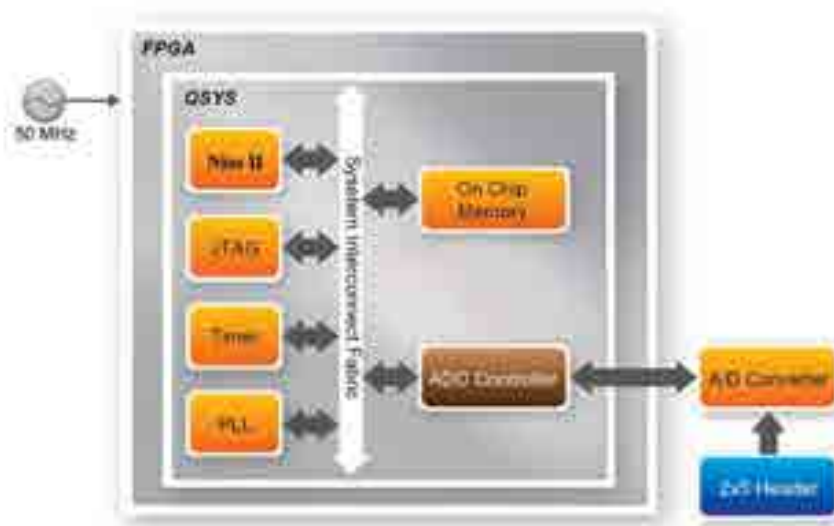 FPGA
QSYS
50 MHz
Nios II
JTAG
Timer
PLL
System Interconnect Fabric
On Chip
Memory
ADC Controller
A/D Converter
2x5 Header